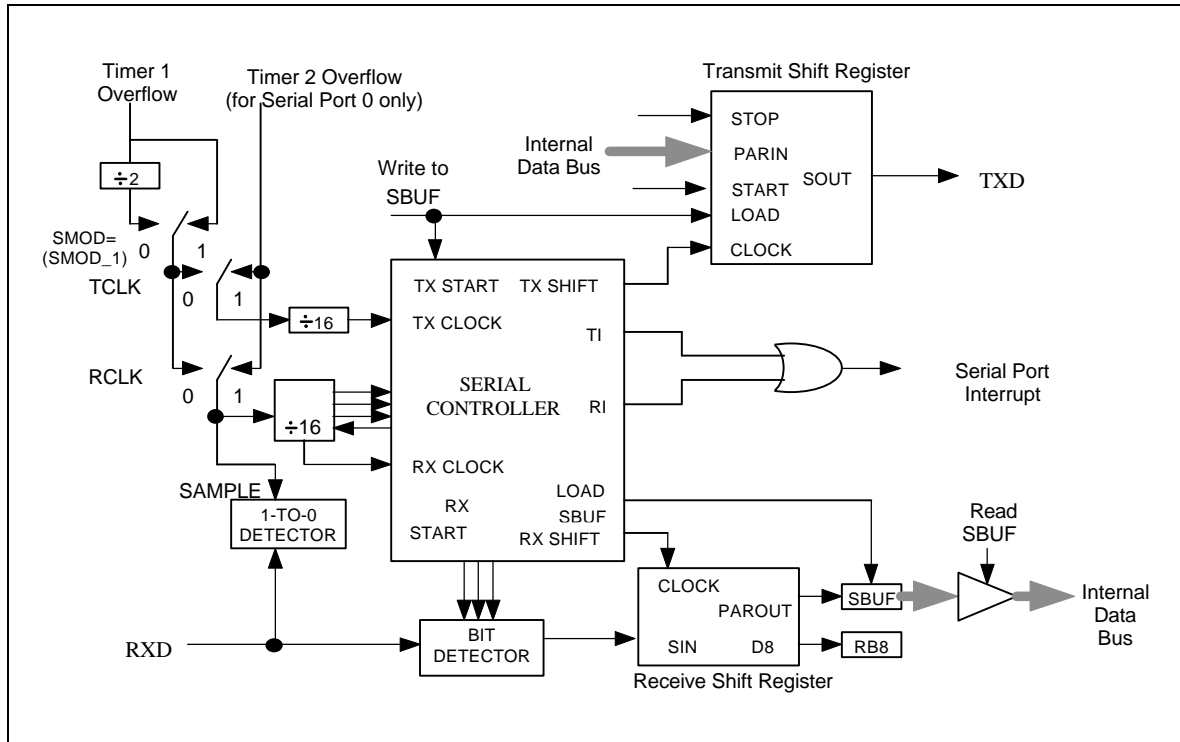 Timer 1
Overflow
Timer 2 Overflow
(for Serial Port 0 only)
÷2
SMOD=
(SMOD_1)
0
1
TCLK
0
1
÷16
RCLK
0
1
÷16
SAMPLE
1-TO-0
DETECTOR
RXD
Write to
SBUF
Internal
Data Bus
Transmit Shift Register
STOP
PARIN
START
LOAD
CLOCK
SOUT
TXD
TX START
TX SHIFT
TX CLOCK
TI
SERIAL
CONTROLLER
RI
RX CLOCK
RX
START
LOAD
SBUF
RX SHIFT
Serial Port
Interrupt
BIT
DETECTOR
CLOCK
PAROUT
SIN
D8
Receive Shift Register
SBUF
RB8
Read
SBUF
Internal
Data
Bus